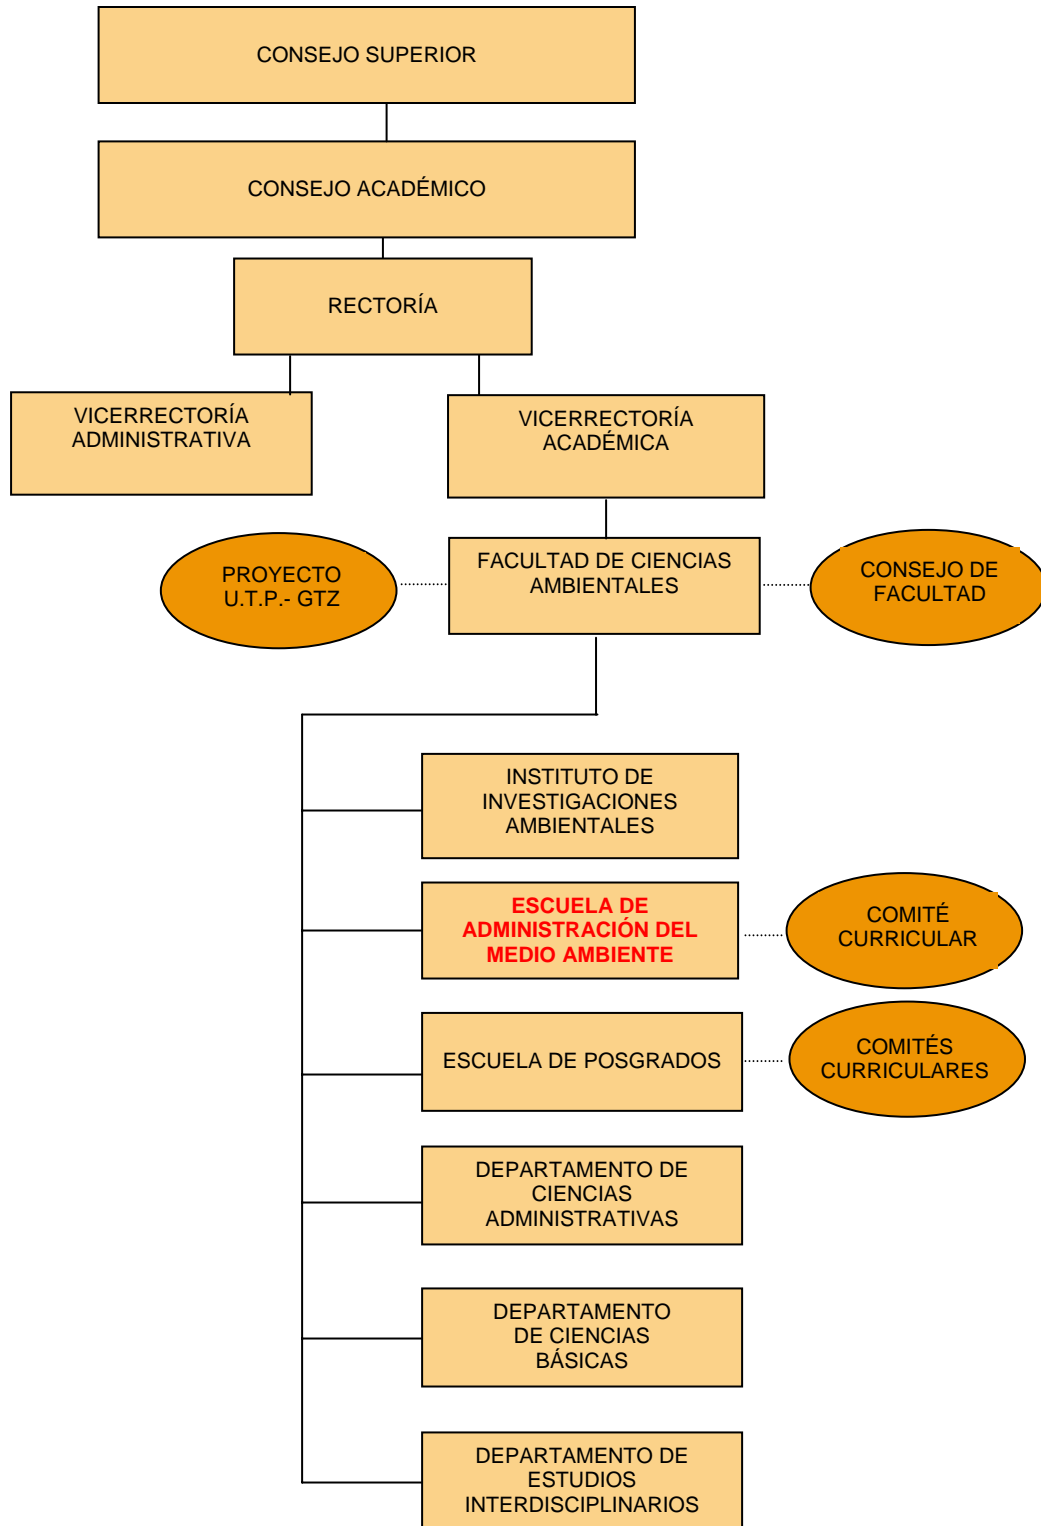 CONSEJO SUPERIOR
CONSEJO ACADÉMICO
RECTORÍA
VICERRECTORÍA
ADMINISTRATIVA
VICERRECTORÍA
ACADÉMICA
PROYECTO
U.T.P.- GTZ
FACULTAD DE CIENCIAS
AMBIENTALES
CONSEJO DE
FACULTAD
INSTITUTO DE
INVESTIGACIONES
AMBIENTALES
ESCUELA DE
ADMINISTRACIÓN DEL
MEDIO AMBIENTE
COMITÉ
CURRICULAR
ESCUELA DE POSGRADOS
COMITÉS
CURRICULARES
DEPARTAMENTO DE
CIENCIAS
ADMINISTRATIVAS
DEPARTAMENTO
DE CIENCIAS
BÁSICAS
DEPARTAMENTO DE
ESTUDIOS
INTERDISCIPLINARIOS